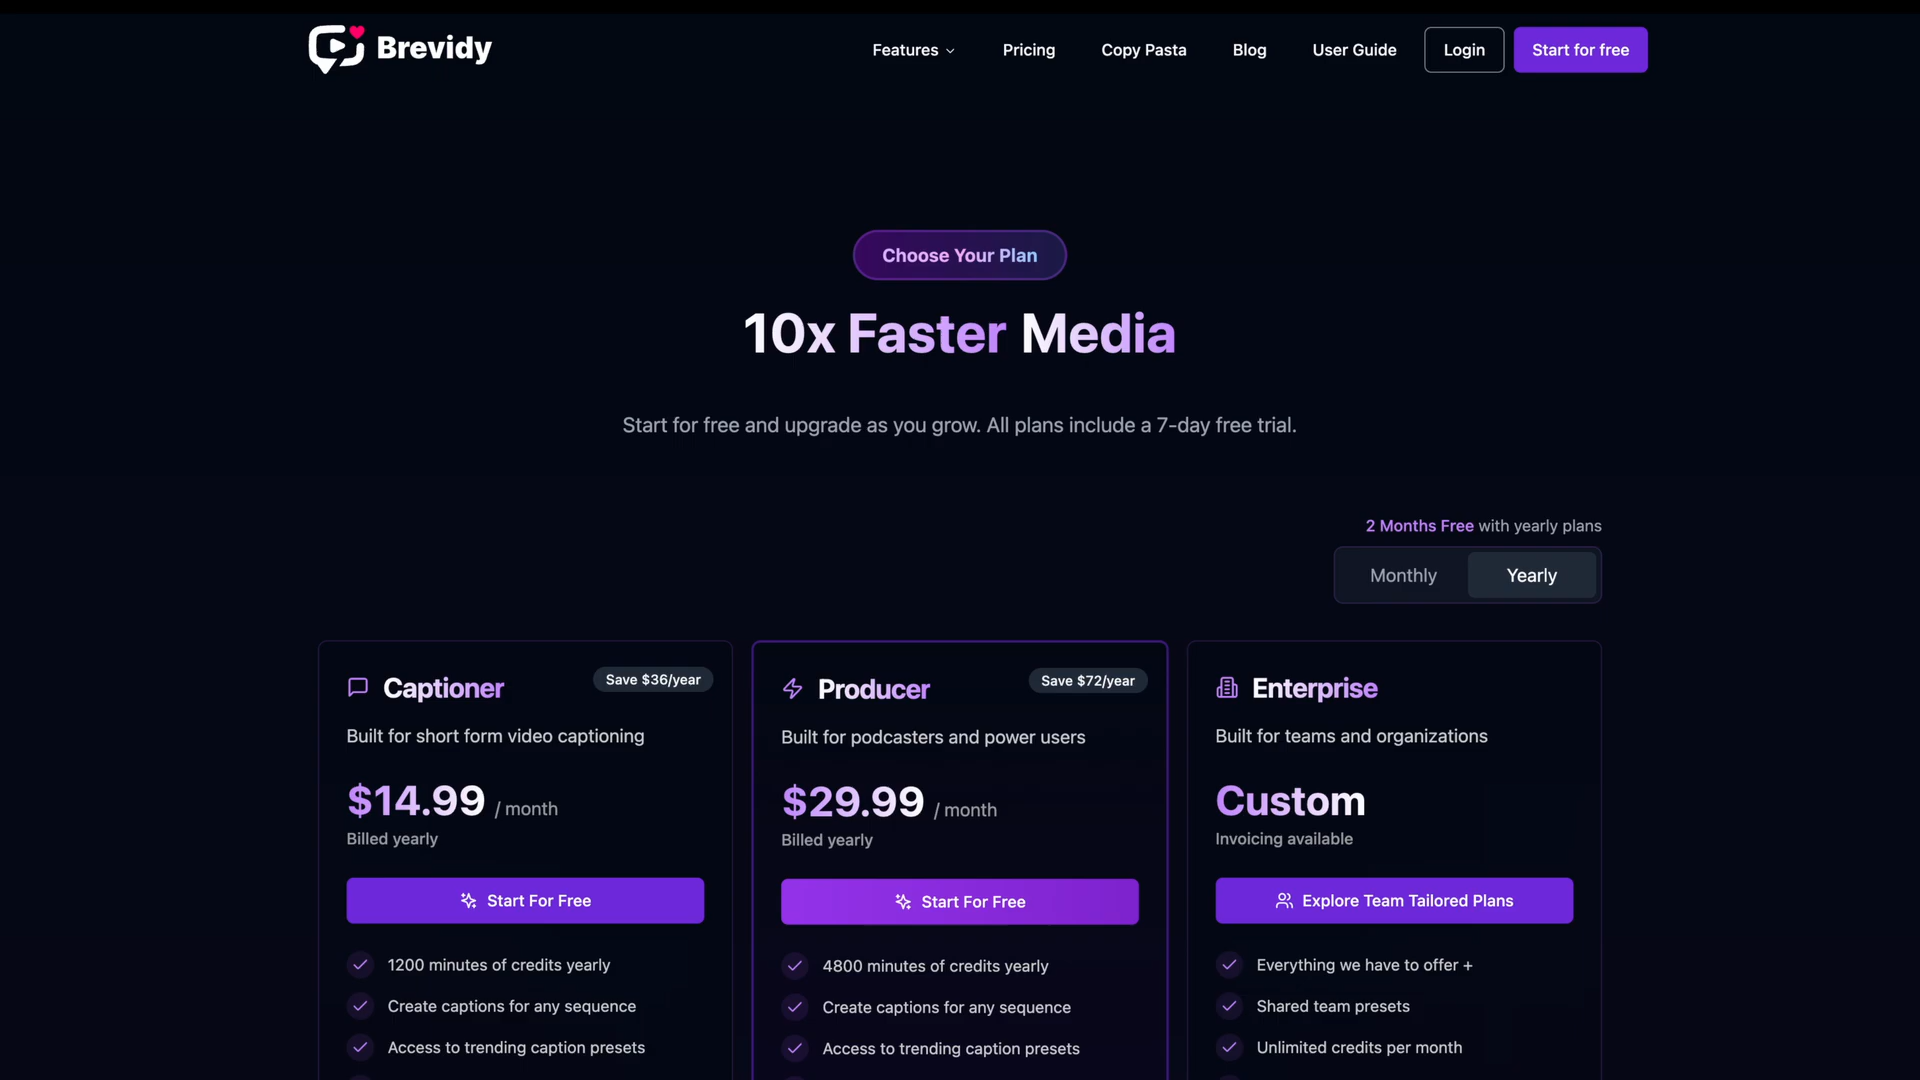 Brevidy
Features
Pricing
Copy Pasta
Blog
User Guide
Login
Start for free
Choose Your Plan
10x Faster Media
Start for free and upgrade as you grow. All plans include a 7-day free trial.
2 Months Free with yearly plans
Monthly
Yearly
Captioner
Save $36/year
Built for short form video captioning
$14.99 / month
Billed yearly
Start For Free
1200 minutes of credits yearly
Create captions for any sequence
Access to trending caption presets
Producer
Save $72/year
Built for podcasters and power users
$29.99 / month
Billed yearly
Start For Free
4800 minutes of credits yearly
Create captions for any sequence
Access to trending caption presets
Enterprise
Built for teams and organizations
Custom
Invoicing available
Explore Team Tailored Plans
Everything we have to offer +
Shared team presets
Unlimited credits per month